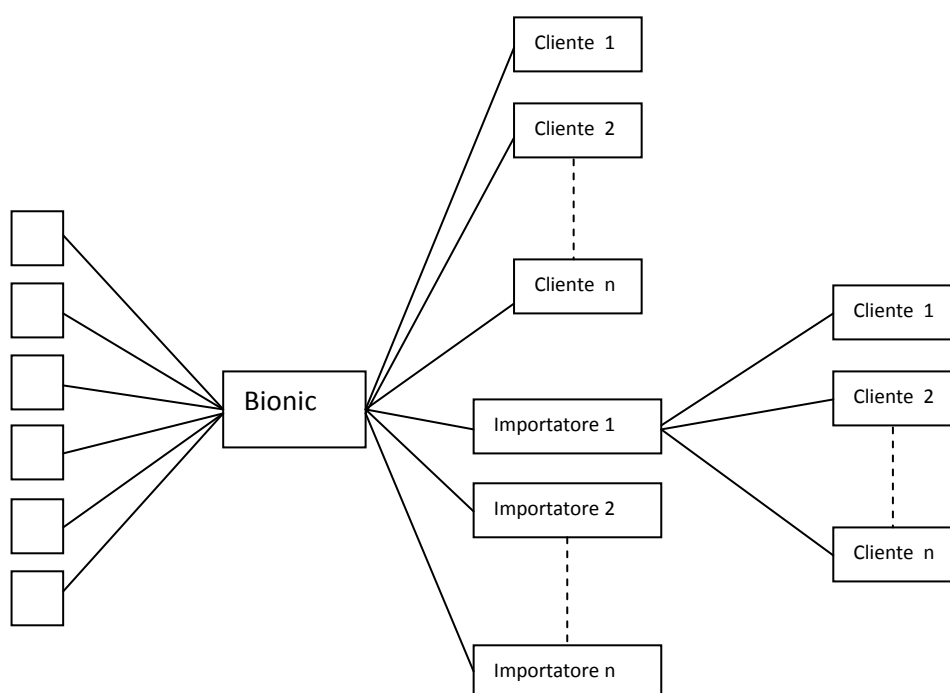 Cliente 1
Cliente 2
Cliente n
Bionic
Importatore 1
Importatore 2
Importatore n
Cliente 1
Cliente 2
Cliente n